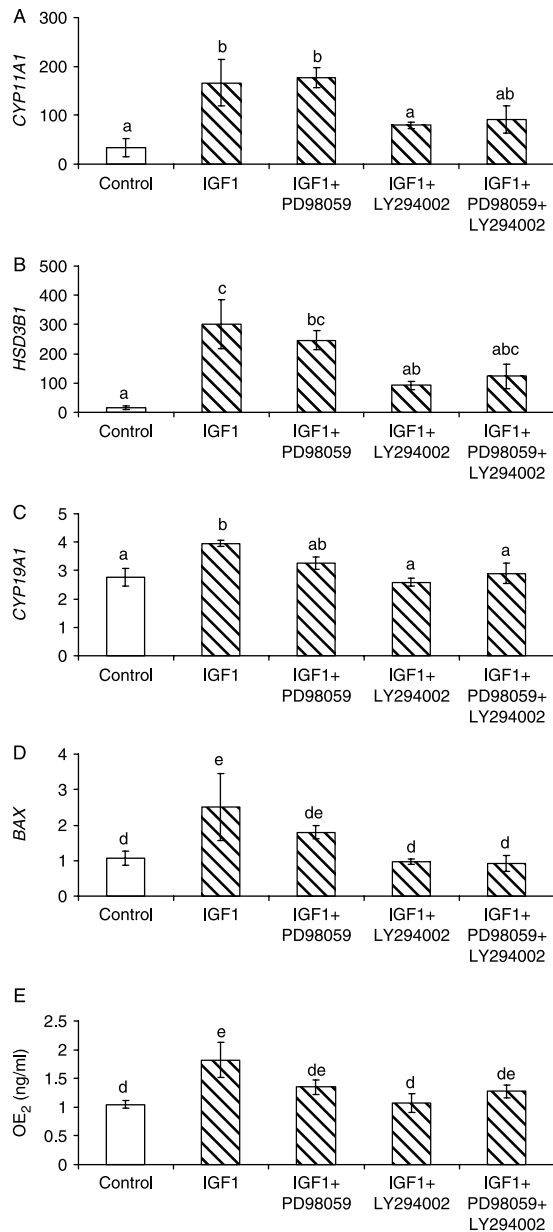 A
CYP11A1
300
200
100
0
a
b
b
a
ab
Control
IGF1
IGF1+
PD98059
IGF1+
LY294002
IGF1+
PD98059+
LY294002
B
HSD3B1
500
400
300
200
100
0
a
c
bc
ab
abc
Control
IGF1
IGF1+
PD98059
IGF1+
LY294002
IGF1+
PD98059+
LY294002
C
CYP19A1
5
4
3
2
1
0
a
b
ab
a
a
Control
IGF1
IGF1+
PD98059
IGF1+
LY294002
IGF1+
PD98059+
LY294002
D
BAX
4
3
2
1
0
d
e
de
d
d
Control
IGF1
IGF1+
PD98059
IGF1+
LY294002
IGF1+
PD98059+
LY294002
E
OE2 (ng/ml)
2.5
2
1.5
1
0.5
0
d
e
de
d
de
Control
IGF1
IGF1+
PD98059
IGF1+
LY294002
IGF1+
PD98059+
LY294002